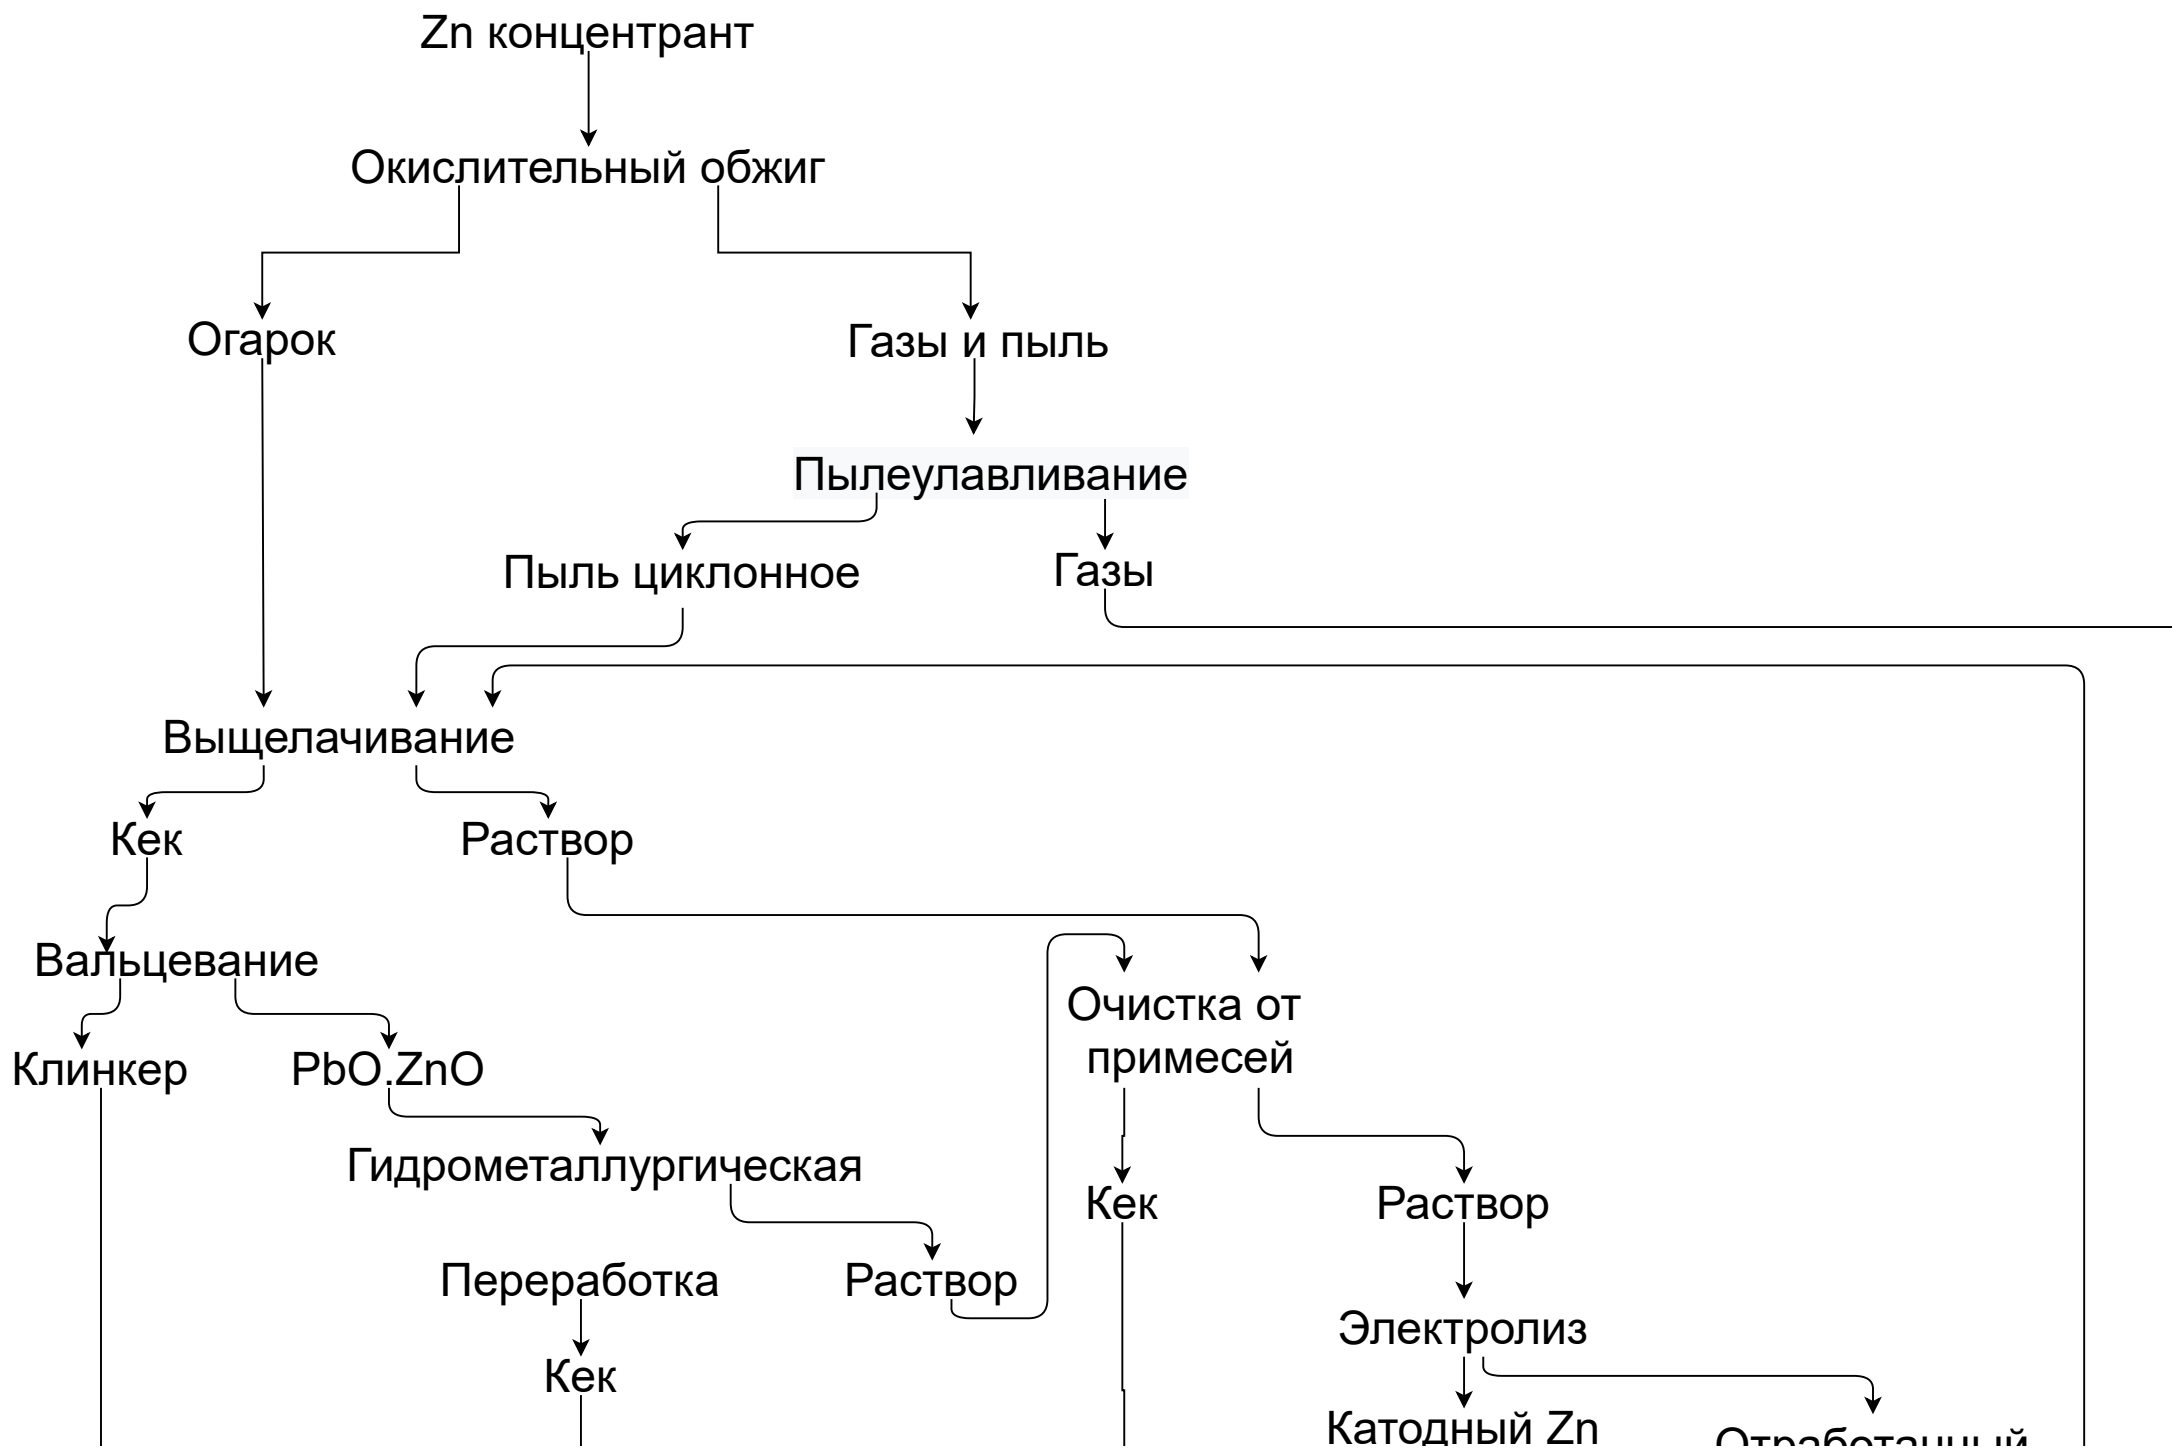 Zn концентрант
Окислительный обжиг
Огарок
Газы и пыль
Пылеулавливание
Пыль циклонное
Газы
Выщелачивание
Кек
Раствор
Вальцевание
Очистка от
примесей
Клинкер
PbO.ZnO
Гидрометаллургическая
Кек
Раствор
Переработка
Раствор
Электролиз
Кек
Катодный Zn
Отработанный